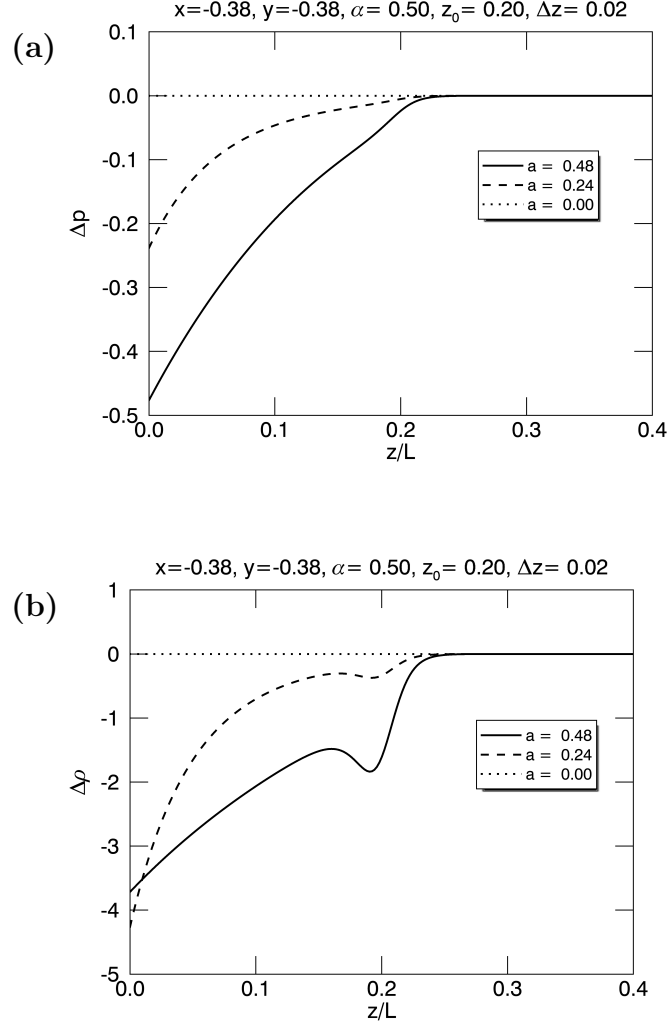 x=-0.38, y=-0.38, α= 0.50, z₀= 0.20, Δz= 0.02
(a)
0.1
0.0
-0.1
-0.2
-0.3
-0.4
-0.5
Δp
a = 0.48
a = 0.24
a = 0.00
0.0 0.1 0.2 0.3 0.4
z/L
x=-0.38, y=-0.38, α= 0.50, z₀= 0.20, Δz= 0.02
(b)
1
0
-1
-2
-3
-4
-5
Δρ
a = 0.48
a = 0.24
a = 0.00
0.0 0.1 0.2 0.3 0.4
z/L